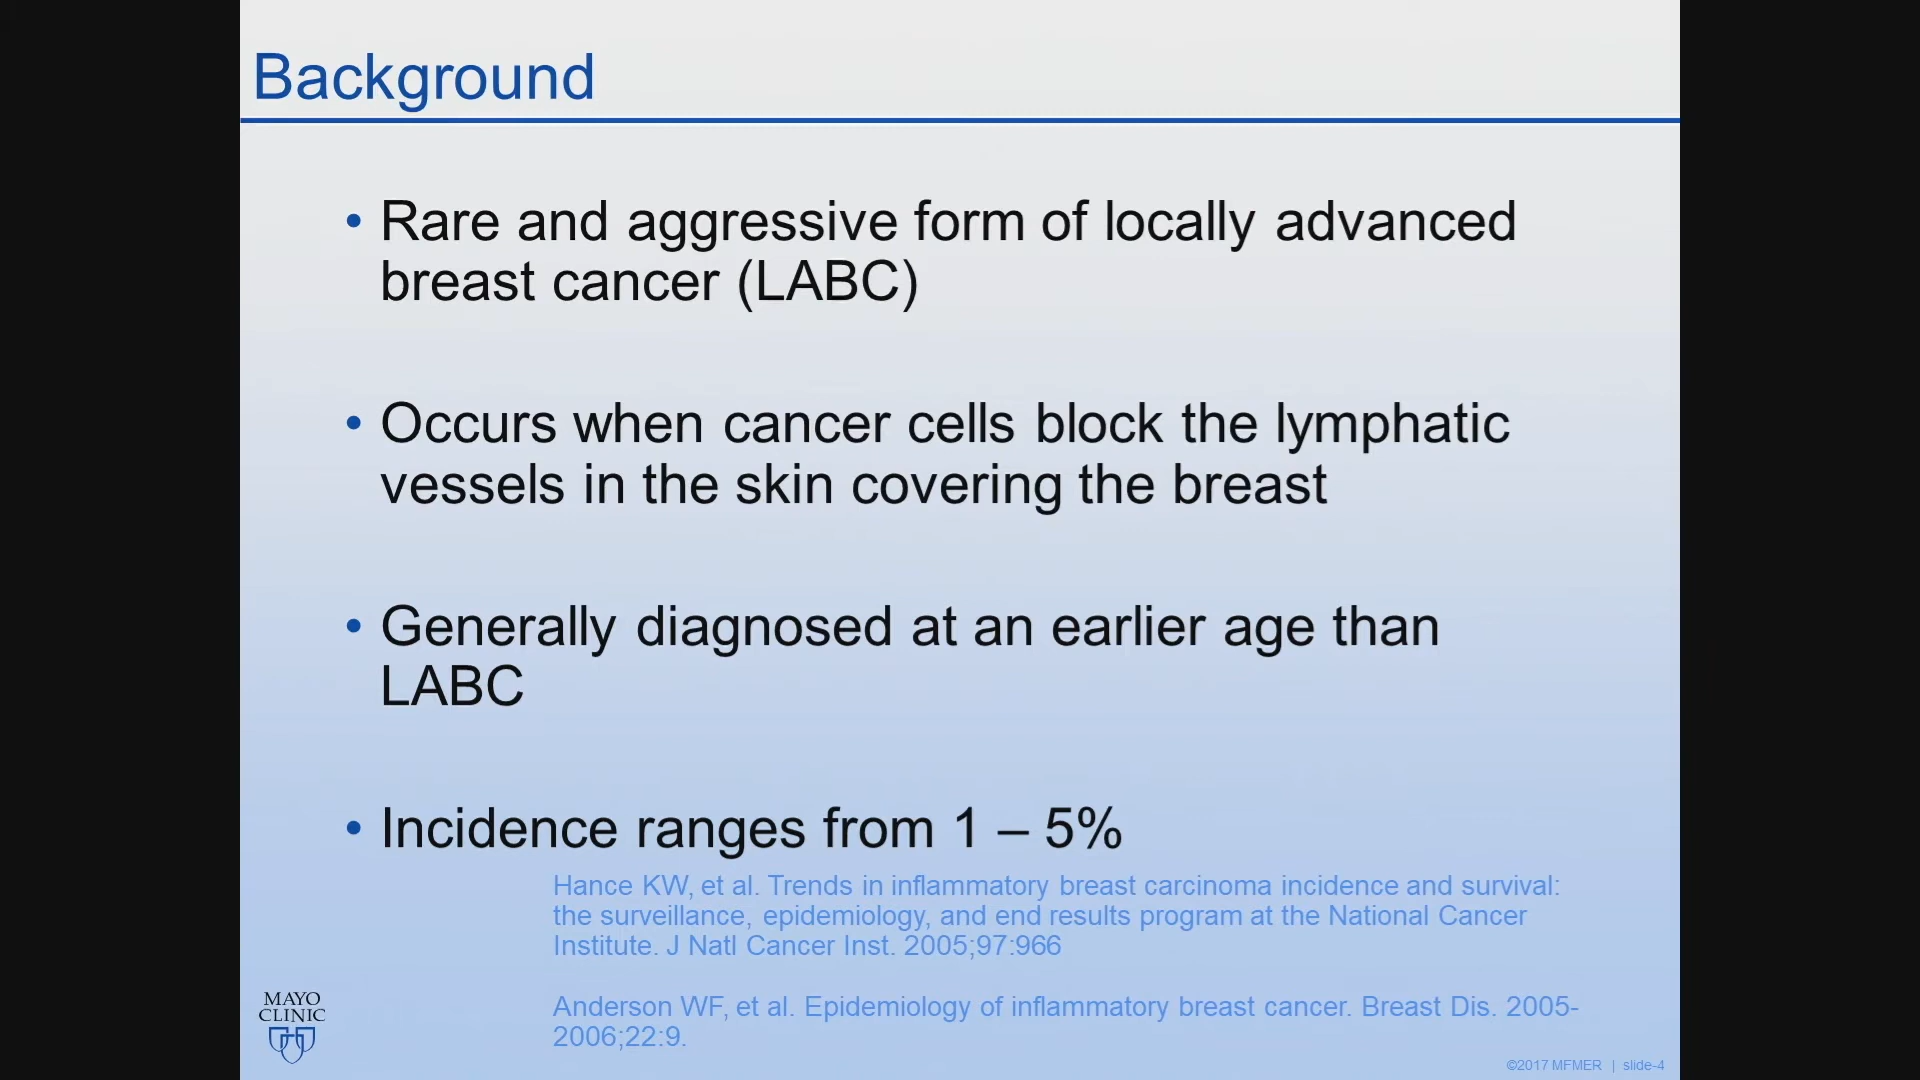 Background
• Rare and aggressive form of locally advanced
breast cancer (LABC)
• Occurs when cancer cells block the lymphatic
vessels in the skin covering the breast
• Generally diagnosed at an earlier age than
LABC
• Incidence ranges from 1 – 5%
Hance KW, et al. Trends in inflammatory breast carcinoma incidence and survival:
the surveillance, epidemiology, and end results program at the National Cancer
Institute. J Natl Cancer Inst. 2005;97:966
Anderson WF, et al. Epidemiology of inflammatory breast cancer. Breast Dis. 2005-
2006;22:9.
MAYO
CLINIC
©2017 MFMER | slide-4